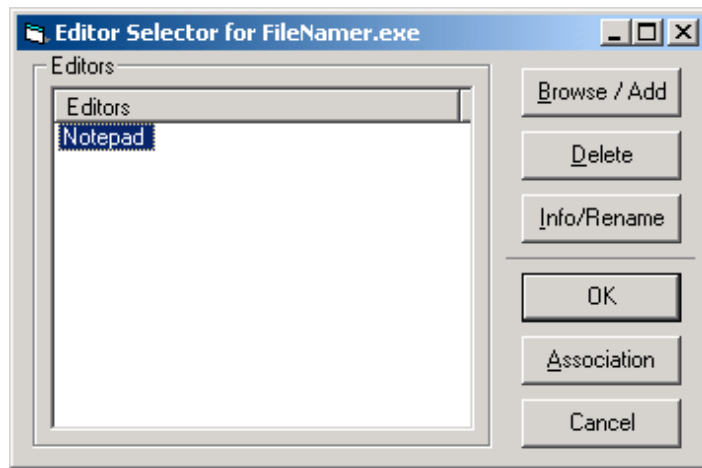 Editor Selector for FileNamer.exe
Editors
Editors
Notepad
Browse / Add
Delete
Info/Rename
OK
Association
Cancel